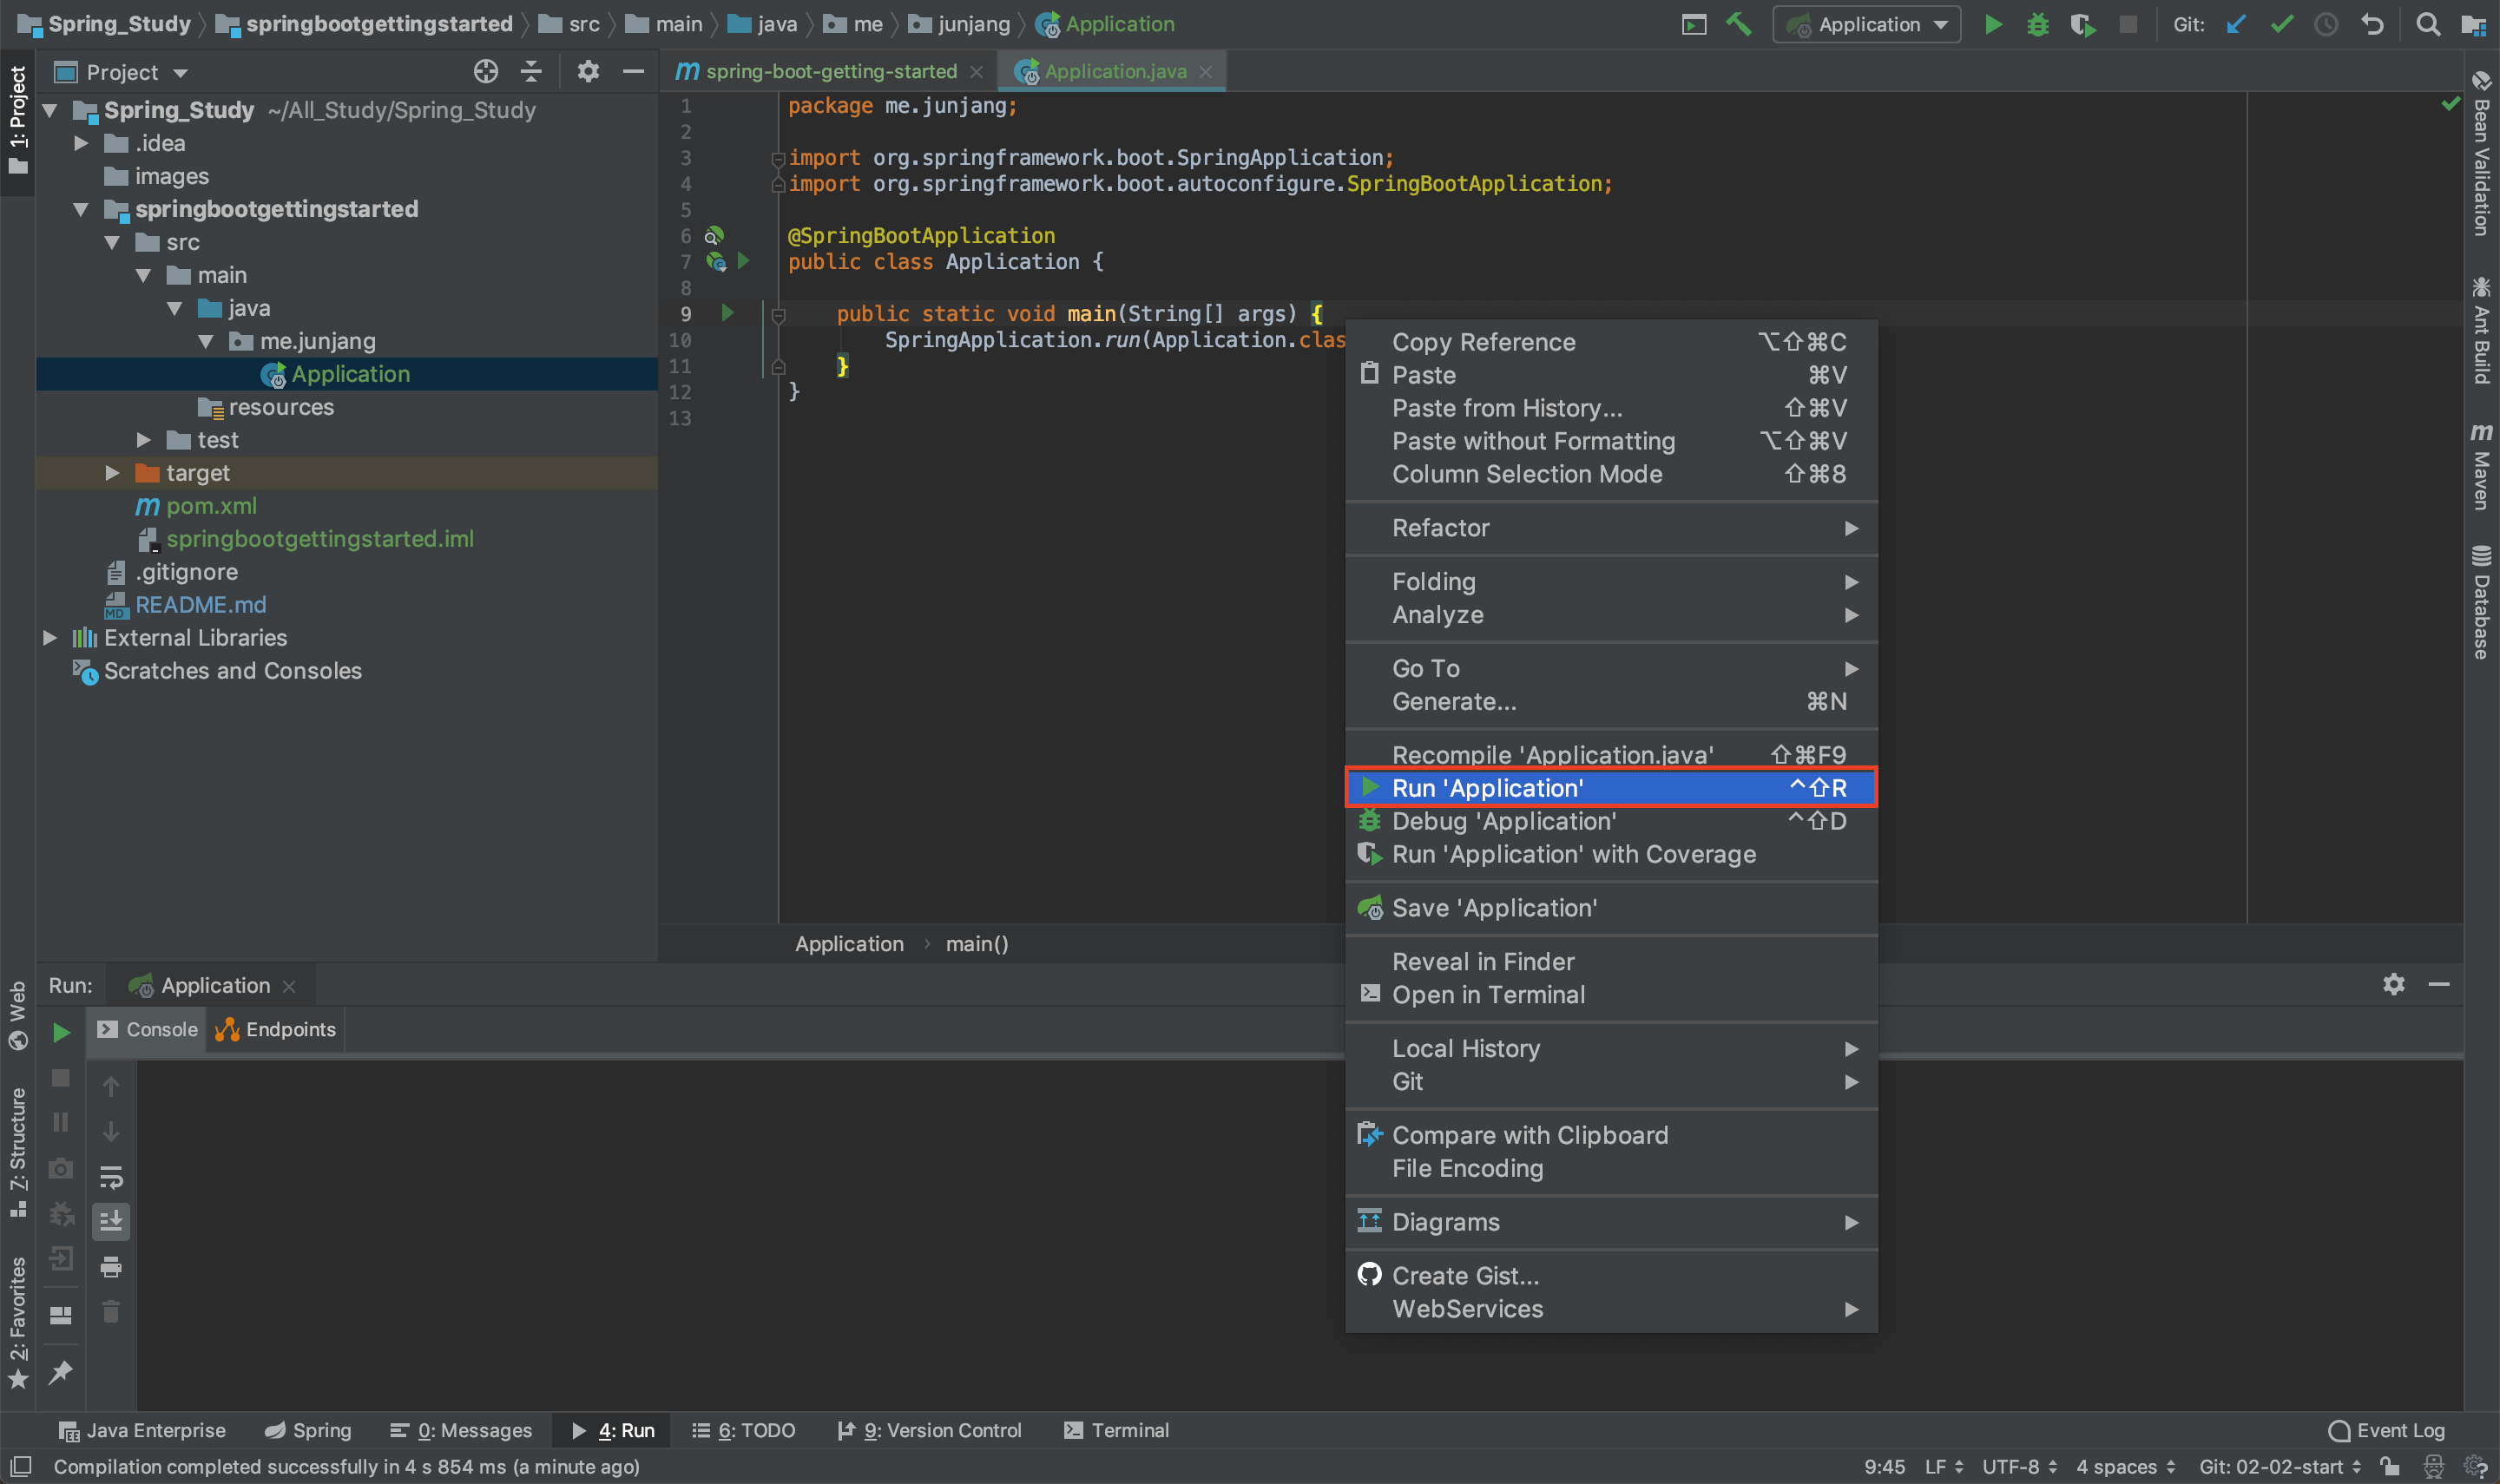 Spring_Study springbootgettingstarted src main java me junjang Application
Application Git:
1: Project
Project
spring-boot-getting-started Application.java
Spring_Study ~/All_Study/Spring_Study
.idea
images
springbootgettingstarted
src
main
java
me.junjang
Application
resources
test
target
m pom.xml
springbootgettingstarted.iml
.gitignore
MD README.md
External Libraries
Scratches and Consoles
1 package me.junjang;
2
3 import org.springframework.boot.SpringApplication;
4 import org.springframework.boot.autoconfigure.SpringBootApplication;
5
6 @SpringBootApplication
7 public class Application {
8
9 public static void main(String[] args) {
10 SpringApplication.run(Application.clas
11 }
12 }
13
Copy Reference ⌥⇧⌘C
Paste ⌘V
Paste from History... ⇧⌘V
Paste without Formatting ⌥⇧⌘V
Column Selection Mode ⇧⌘8
Refactor
Folding
Analyze
Go To
Generate... ⌘N
Recompile 'Application.java' ⇧⌘F9
Run 'Application' ^⇧R
Debug 'Application' ^⇧D
Run 'Application' with Coverage
Save 'Application'
Reveal in Finder
Open in Terminal
Local History
Git
Compare with Clipboard
File Encoding
Diagrams
Create Gist...
WebServices
Bean Validation
Ant Build
m Maven
Database
Application › main()
Run: Application
Console Endpoints
Web
7: Structure
2: Favorites
Java Enterprise Spring 0: Messages 4: Run 6: TODO 9: Version Control Terminal Event Log
Compilation completed successfully in 4 s 854 ms (a minute ago) 9:45 LF UTF-8 4 spaces Git: 02-02-start